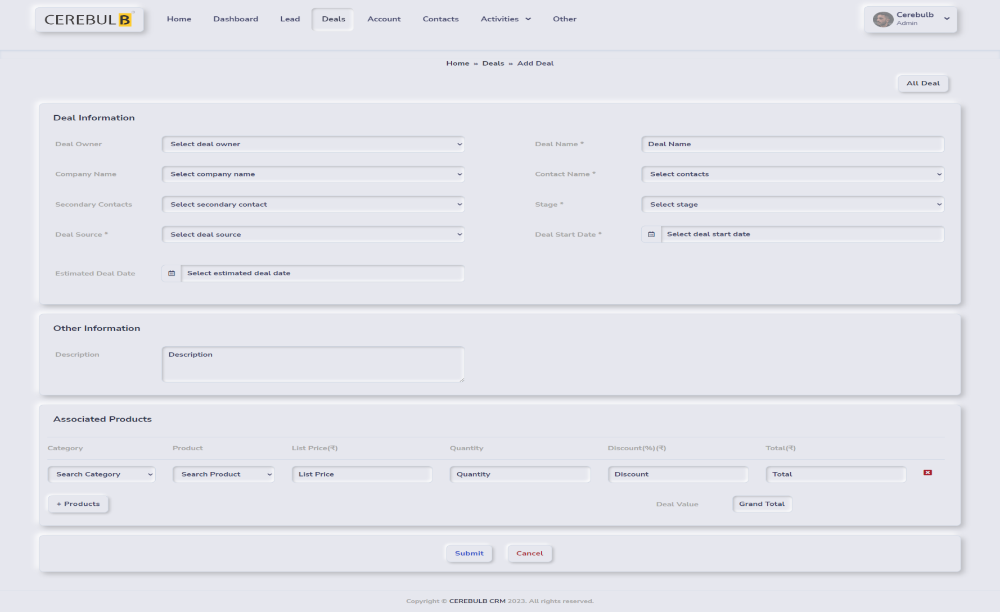 CEREBULB®
Home Dashboard Lead Deals Account Contacts Activities Other
Cerebulb
Admin
Home » Deals » Add Deal
All Deal
Deal Information
Deal Owner Select deal owner Deal Name * Deal Name
Company Name Select company name Contact Name * Select contacts
Secondary Contacts Select secondary contact Stage * Select stage
Deal Source * Select deal source Deal Start Date * Select deal start date
Estimated Deal Date Select estimated deal date
Other Information
Description Description
Associated Products
Category Product List Price(₹) Quantity Discount(%)(₹) Total(₹)
Search Category Search Product List Price Quantity Discount Total
+ Products Deal Value Grand Total
Submit Cancel
Copyright © CEREBULB CRM 2023. All rights reserved.